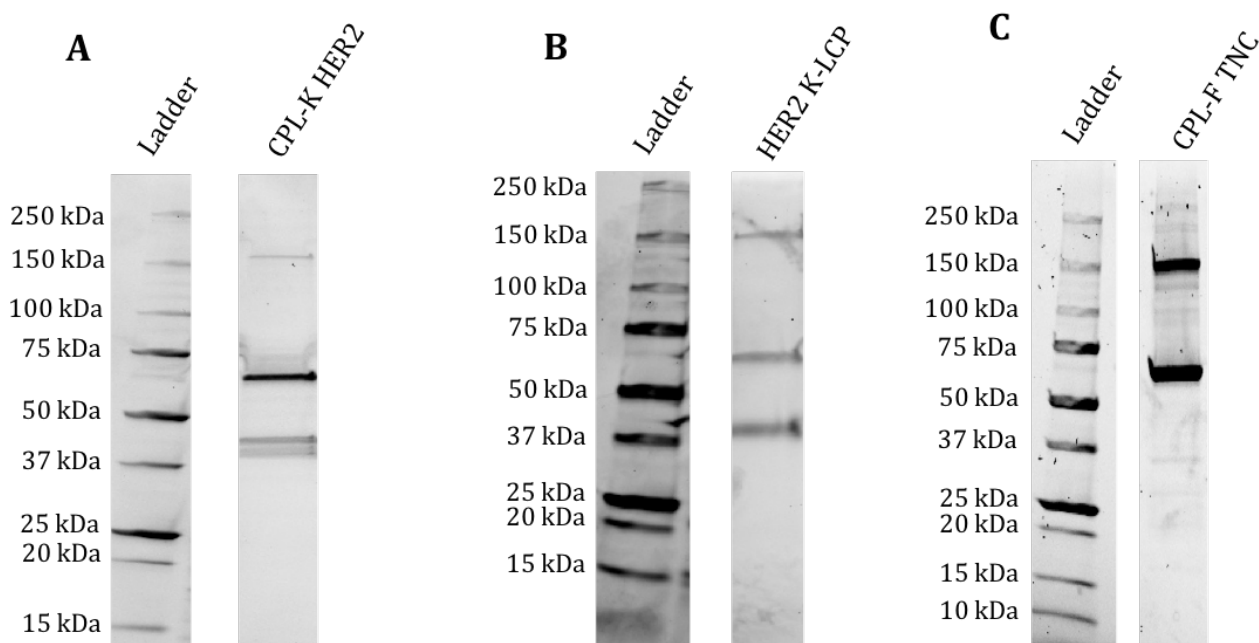 A
Ladder
CPL-K HER2
250 kDa
150 kDa
100 kDa
75 kDa
50 kDa
37 kDa
25 kDa
20 kDa
15 kDa
B
Ladder
HER2 K-LCP
250 kDa
150 kDa
100 kDa
75 kDa
50 kDa
37 kDa
25 kDa
20 kDa
15 kDa
C
Ladder
CPL-F TNC
250 kDa
150 kDa
100 kDa
75 kDa
50 kDa
37 kDa
25 kDa
20 kDa
15 kDa
10 kDa